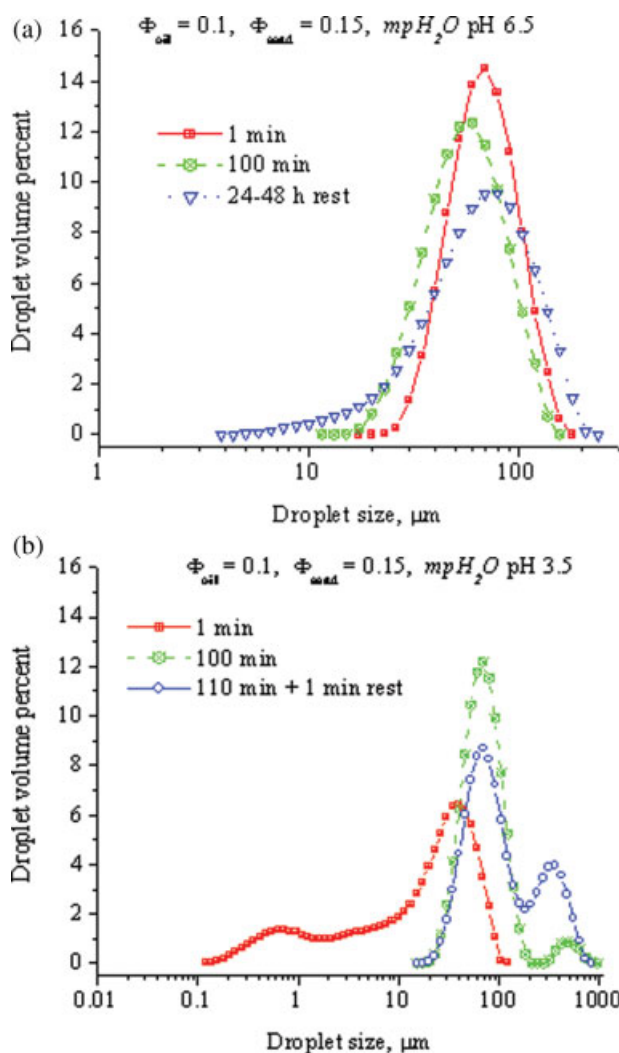 (a)
Φoil = 0.1, Φsand = 0.15, mpH2O pH 6.5
16
14
12
10
8
6
4
2
0
Droplet volume percent
1 min
100 min
24-48 h rest
1 10 100
Droplet size, μm
(b)
Φoil = 0.1, Φsand = 0.15, mpH2O pH 3.5
16
14
12
10
8
6
4
2
0
Droplet volume percent
1 min
100 min
110 min + 1 min rest
0.01 0.1 1 10 100 1000
Droplet size, μm